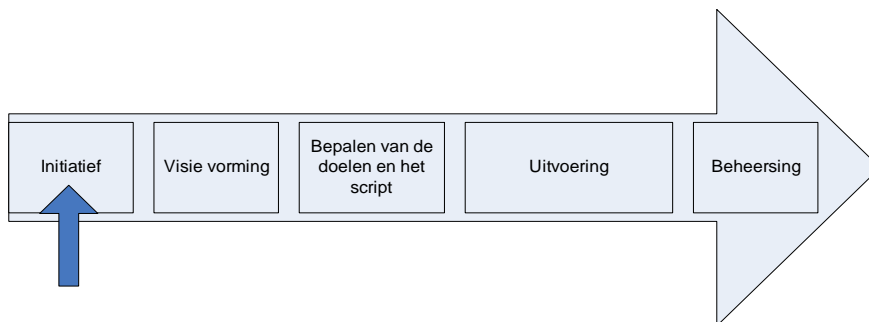 Initiatief
Visie vorming
Bepalen van de
doelen en het
script
Uitvoering
Beheersing